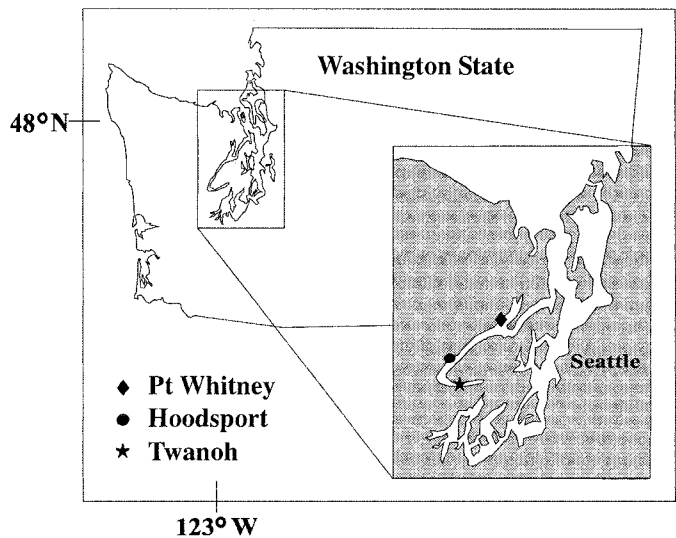 Washington State
48°N
Seattle
Pt Whitney
Hoodsport
Twanoh
123°W